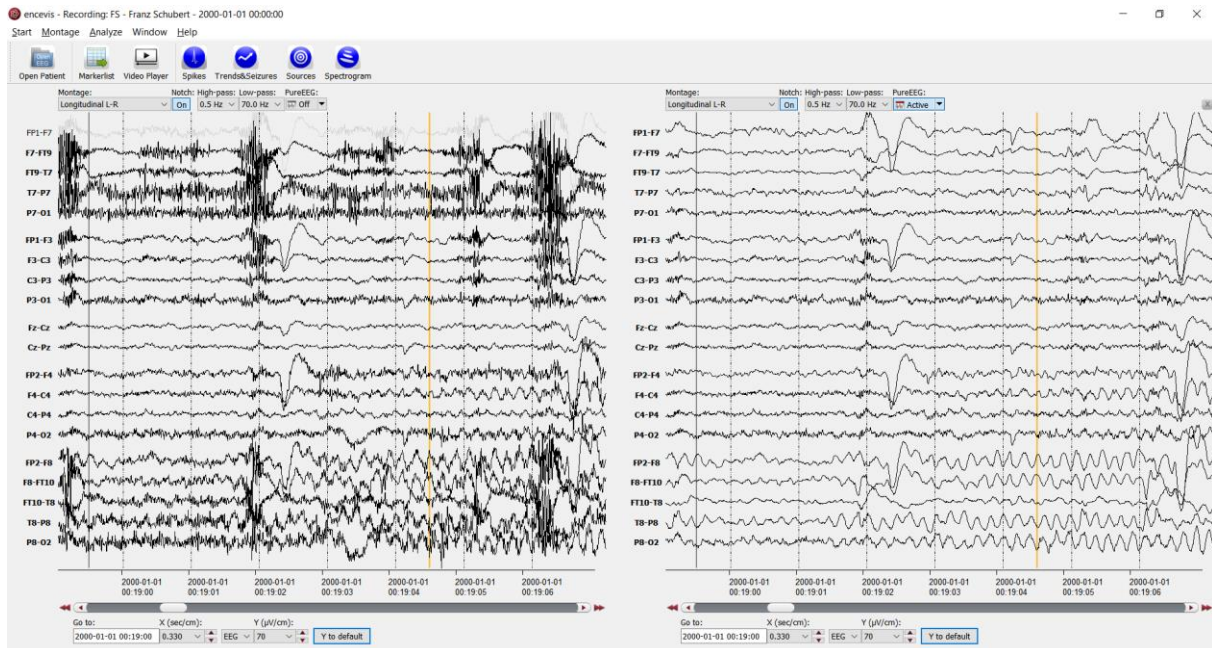 encevis - Recording: F5 - Franz Schubert - 2000-01-01 00:00:00
Start Montage Analyze Window Help
Open Patient Markerlist Video Player Spikes Trends&Seizures Sources Spectrogram
Montage: Notch: High-pass: Low-pass: PureEEG:
Longitudinal L-R On 0.5 Hz 70.0 Hz Off
FP1-F7
F7-FT9
FT9-T7
T7-P7
P7-O1
FP1-F3
F3-C3
C3-P3
P3-O1
Fz-Cz
Cz-Pz
FP2-F4
F4-C4
C4-P4
P4-O2
FP2-F8
F8-FT10
FT10-T8
T8-P8
P8-O2
2000-01-01 2000-01-01 2000-01-01 2000-01-01 2000-01-01 2000-01-01 2000-01-01
00:19:00 00:19:01 00:19:02 00:19:03 00:19:04 00:19:05 00:19:06
Go to: X (sec/cm): Y (µV/cm):
2000-01-01 00:19:00 0.330 EEG 70 Y to default
Montage: Notch: High-pass: Low-pass: PureEEG:
Longitudinal L-R On 0.5 Hz 70.0 Hz Active
FP1-F7
F7-FT9
FT9-T7
T7-P7
P7-O1
FP1-F3
F3-C3
C3-P3
P3-O1
Fz-Cz
Cz-Pz
FP2-F4
F4-C4
C4-P4
P4-O2
FP2-F8
F8-FT10
FT10-T8
T8-P8
P8-O2
2000-01-01 2000-01-01 2000-01-01 2000-01-01 2000-01-01 2000-01-01 2000-01-01
00:19:00 00:19:01 00:19:02 00:19:03 00:19:04 00:19:05 00:19:06
Go to: X (sec/cm): Y (µV/cm):
2000-01-01 00:19:00 0.330 EEG 70 Y to default